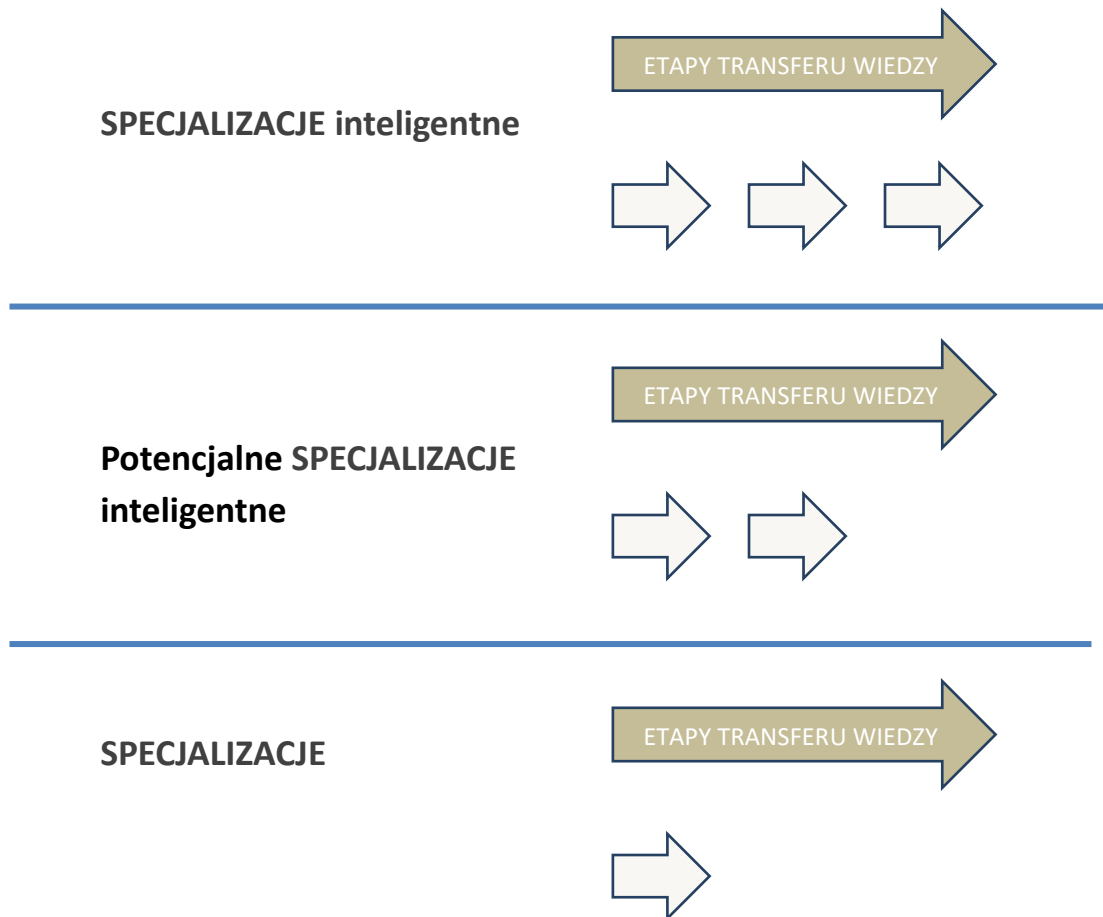 ETAPY TRANSFERU WIEDZY
SPECJALIZACJE inteligentne
ETAPY TRANSFERU WIEDZY
Potencjalne SPECJALIZACJE
inteligentne
ETAPY TRANSFERU WIEDZY
SPECJALIZACJE